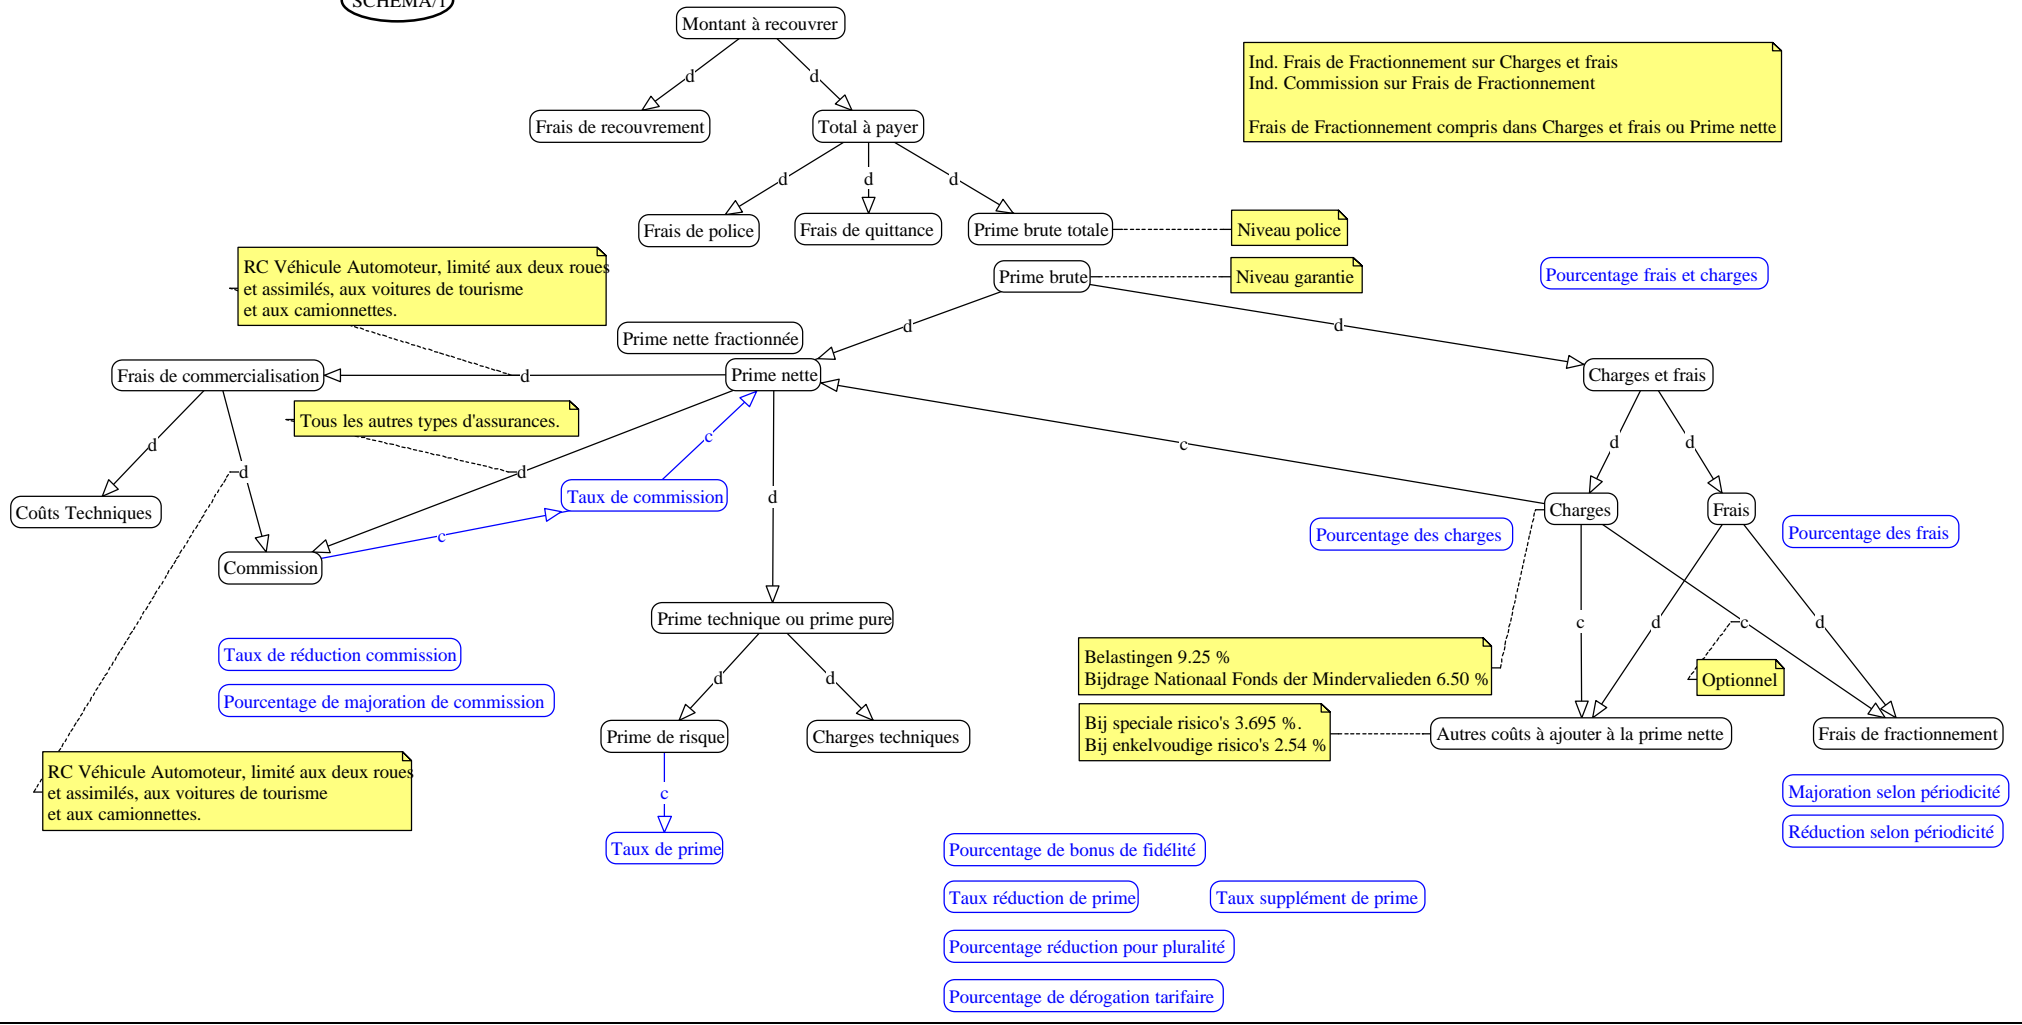 SCHEMA/1
Montant à recouvrer
Ind. Frais de Fractionnement sur Charges et frais
Ind. Commission sur Frais de Fractionnement
Frais de Fractionnement compris dans Charges et frais ou Prime nette
d
d
Frais de recouvrement
Total à payer
d
d
d
Frais de police
Frais de quittance
Prime brute totale
Niveau police
RC Véhicule Automoteur, limité aux deux roues
et assimilés, aux voitures de tourisme
et aux camionnettes.
Prime brute
Niveau garantie
Pourcentage frais et charges
d
d
Prime nette fractionnée
Frais de commercialisation
d
Prime nette
Charges et frais
Tous les autres types d'assurances.
d
d
d
c
c
d
d
d
Coûts Techniques
Taux de commission
d
Charges
Frais
Pourcentage des charges
Pourcentage des frais
c
Commission
Prime technique ou prime pure
c
d
c
d
Taux de réduction commission
Belastingen 9.25 %
Bijdrage Nationaal Fonds der Mindervalieden 6.50 %
Optionnel
d
d
Pourcentage de majoration de commission
Bij speciale risico's 3.695 %.
Bij enkelvoudige risico's 2.54 %
Prime de risque
Charges techniques
Autres coûts à ajouter à la prime nette
Frais de fractionnement
RC Véhicule Automoteur, limité aux deux roues
et assimilés, aux voitures de tourisme
et aux camionnettes.
c
Majoration selon périodicité
Réduction selon périodicité
Taux de prime
Pourcentage de bonus de fidélité
Taux réduction de prime
Taux supplément de prime
Pourcentage réduction pour pluralité
Pourcentage de dérogation tarifaire